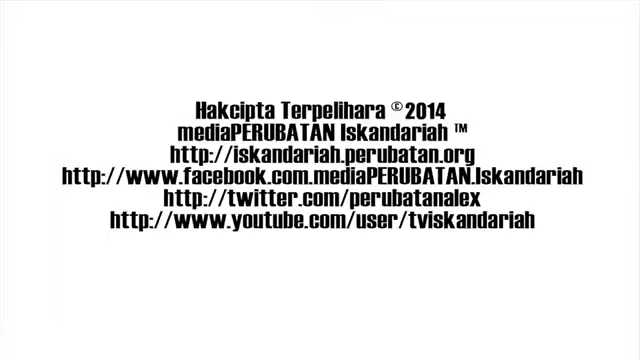 Hakcipta Terpelihara ©2014
mediaPERUBATAN Iskandariah ™
http://iskandariah.perubatan.org
http://www.facebook.com.mediaPERUBATAN.Iskandariah
http://twitter.com/perubatanalex
http://www.youtube.com/user/tviskandariah